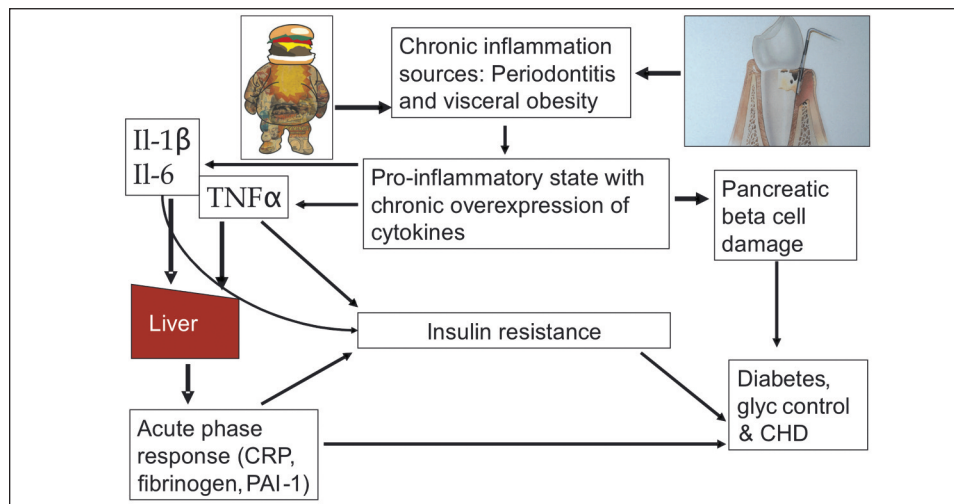 Chronic inflammation
sources: Periodontitis
and visceral obesity
Il-1β
Il-6
TNFα
Pro-inflammatory state with
chronic overexpression of
cytokines
Pancreatic
beta cell
damage
Liver
Insulin resistance
Diabetes,
glyc control
& CHD
Acute phase
response (CRP,
fibrinogen, PAI-1)